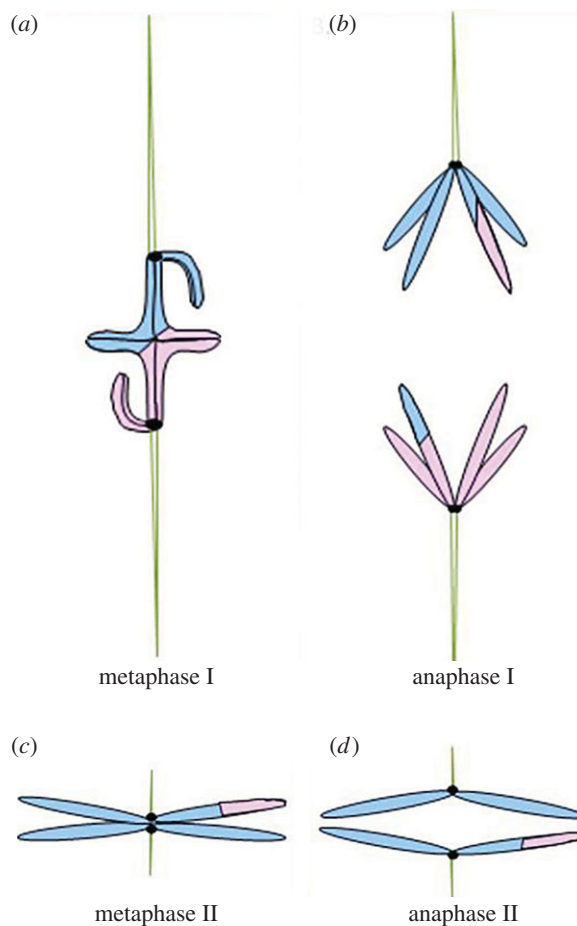 (a)
(b)
metaphase I
anaphase I
(c)
(d)
metaphase II
anaphase II